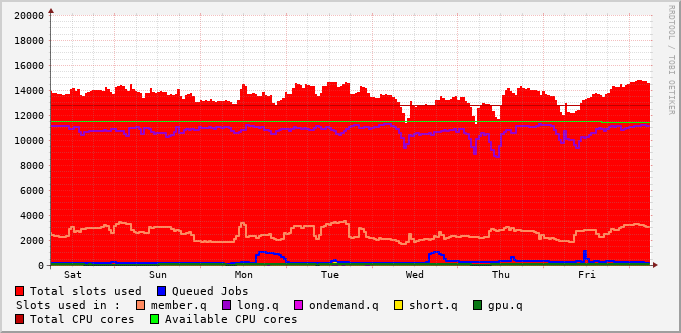 20000
18000
16000
14000
12000
10000
8000
6000
4000
2000
0
Sat Sun Mon Tue Wed Thu Fri
Total slots used Queued Jobs
Slots used in : member.q long.q ondemand.q short.q gpu.q
Total CPU cores Available CPU cores
RRDTOOL / TOBI OETIKER